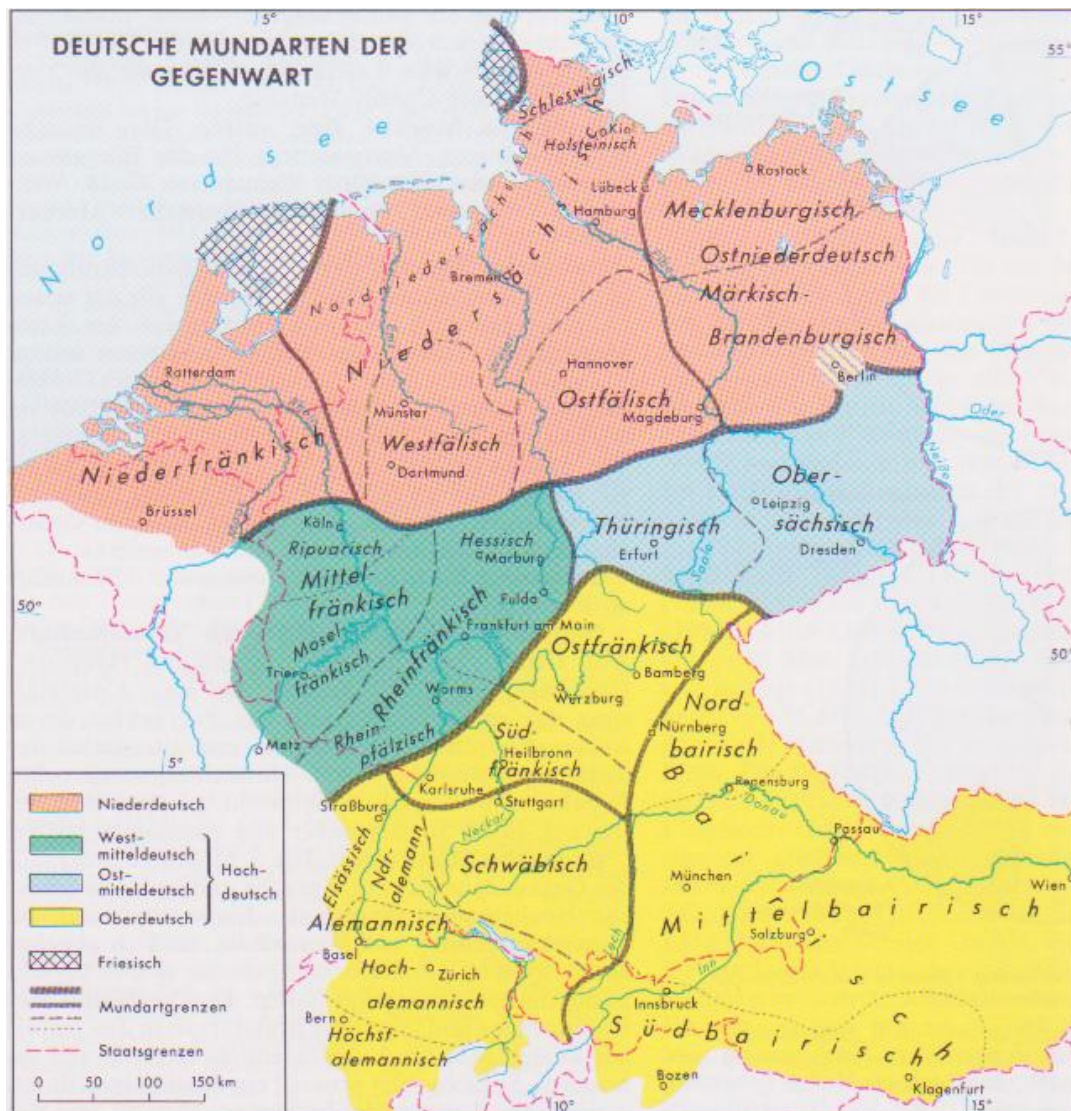 5°
10°
15°
55°
DEUTSCHE MUNDARTEN DER
GEGENWART
Nordsee
Ostsee
Schleswigisch
Holsteinisch
Lübeck
Hamburg
Rostock
Mecklenburgisch
Ostniederdeutsch
Märkisch-
Brandenburgisch
Berlin
Nordniedersächsisch
Niedersächsisch
Bremen
Hannover
Ostfälisch
Magdeburg
Münster
Westfälisch
Dortmund
Rotterdam
Niederfränkisch
Brüssel
Oder
Neiße
Köln
Ripuarisch
Mittel-
fränkisch
Mosel-
fränkisch
Trier
Hessisch
Marburg
Fulda
Frankfurt am Main
Rheinfränkisch
Rhein-
pfälzisch
Worms
Metz
Thüringisch
Erfurt
Saale
Ober-
sächsisch
Leipzig
Dresden
50°
50°
Ostfränkisch
Bamberg
Würzburg
Nord-
bairisch
Nürnberg
Süd-
fränkisch
Heilbronn
Karlsruhe
Stuttgart
Straßburg
Neckar
Elsässisch
Ndr-
alemann
Schwäbisch
Regensburg
Donau
Passau
Wien
München
Bairisch
Mittelbairisch
Salzburg
Alemannisch
Basel
Hoch-
alemannisch
Zürich
Bern
Höchst-
alemannisch
Lech
Inn
Innsbruck
Südbairisch
Bozen
Klagenfurt
5°
10°
15°
Niederdeutsch
West-
mitteldeutsch
Ost-
mitteldeutsch
Hoch-
deutsch
Oberdeutsch
Friesisch
Mundartgrenzen
Staatsgrenzen
0 50 100 150 km